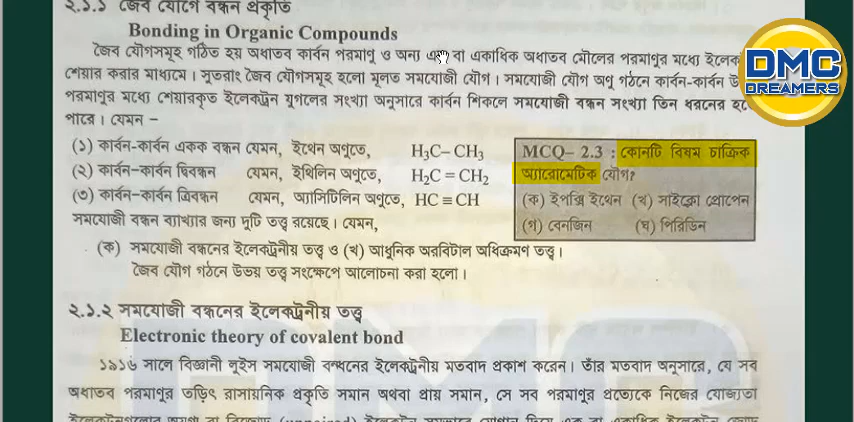 ২.১.১ জৈব যৌগে বন্ধন প্রকৃতি
Bonding in Organic Compounds
জৈব যৌগসমূহ গঠিত হয় অধাতব কার্বন পরমাণু ও অন্য এক বা একাধিক অধাতব মৌলের পরমাণুর মধ্যে
শেয়ার করার মাধ্যমে। সুতরাং জৈব যৌগসমূহ হলো মূলত সমযোজী যৌগ। সমযোজী যৌগ অণু গঠনে কার্বন-কার্বন
পরমাণুর মধ্যে শেয়ারকৃত ইলেকট্রন যুগলের সংখ্যা অনুসারে কার্বন শিকলে সমযোজী বন্ধন সংখ্যা তিন ধরনের
পারে। যেমন –
(১) কার্বন-কার্বন একক বন্ধন যেমন, ইথেন অণুতে, H₃C– CH₃
(২) কার্বন–কার্বন দ্বিবন্ধন যেমন, ইথিলিন অণুতে, H₂C = CH₂
(৩) কার্বন–কার্বন ত্রিবন্ধন যেমন, অ্যাসিটিলিন অণুতে, HC ≡ CH
MCQ– 2.3 : কোনটি বিষম চাক্রিক
অ্যারোমেটিক যৌগ?
(ক) ইপক্সি ইথেন (খ) সাইক্লো প্রোপেন
(গ) বেনজিন (ঘ) পিরিডিন
সমযোজী বন্ধন ব্যাখ্যার জন্য দুটি তত্ত্ব রয়েছে। যেমন,
(ক) সমযোজী বন্ধনের ইলেকট্রনীয় তত্ত্ব ও (খ) আধুনিক অরবিটাল অধিক্রমণ তত্ত্ব।
জৈব যৌগ গঠনে উভয় তত্ত্ব সংক্ষেপে আলোচনা করা হলো।
২.১.২ সমযোজী বন্ধনের ইলেকট্রনীয় তত্ত্ব
Electronic theory of covalent bond
১৯১৬ সালে বিজ্ঞানী লুইস সমযোজী বন্ধনের ইলেকট্রনীয় মতবাদ প্রকাশ করেন। তাঁর মতবাদ অনুসারে, যে সব
অধাতব পরমাণুর তড়িৎ রাসায়নিক প্রকৃতি সমান অথবা প্রায় সমান, সে সব পরমাণুর প্রত্যেকে নিজের যোজ্যতা
DMC
DREAMERS